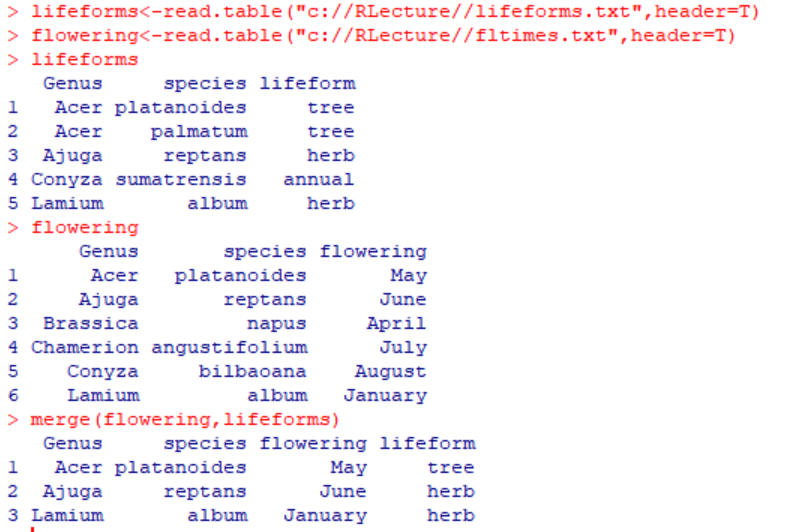 > lifeforms<-read.table("c://RLecture//lifeforms.txt",header=T)
> flowering<-read.table("c://RLecture//fltimes.txt",header=T)
> lifeforms
   Genus     species lifeform
1   Acer platanoides     tree
2   Acer    palmatum     tree
3  Ajuga     reptans     herb
4 Conyza sumatrensis   annual
5 Lamium       album     herb
> flowering
      Genus       species flowering
1      Acer   platanoides       May
2     Ajuga       reptans      June
3  Brassica         napus     April
4 Chamerion angustifolium      July
5    Conyza     bilbaoana    August
6    Lamium         album   January
> merge(flowering,lifeforms)
   Genus     species flowering lifeform
1   Acer platanoides       May     tree
2  Ajuga     reptans      June     herb
3 Lamium       album   January     herb